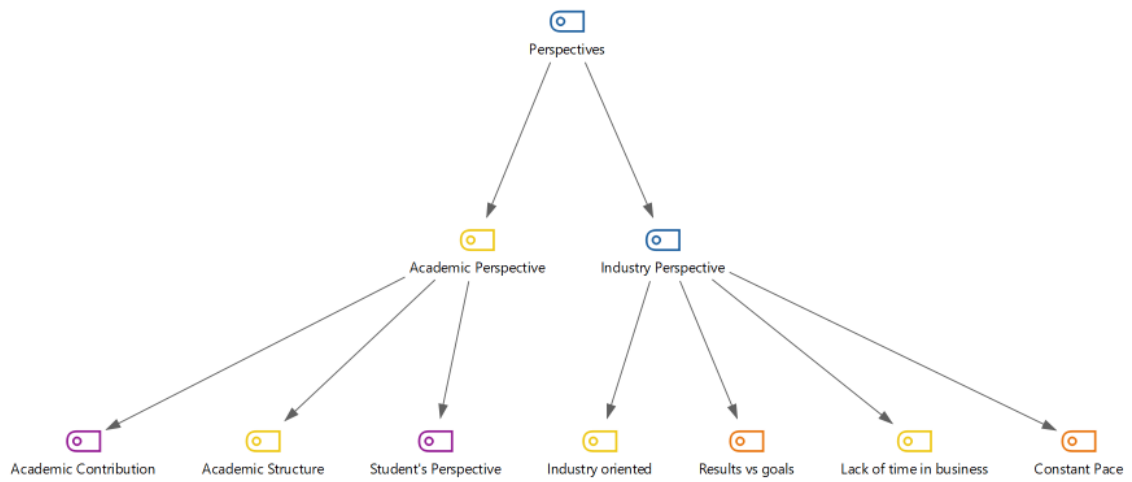 Perspectives
Academic Perspective
Industry Perspective
Academic Contribution
Academic Structure
Student's Perspective
Industry oriented
Results vs goals
Lack of time in business
Constant Pace